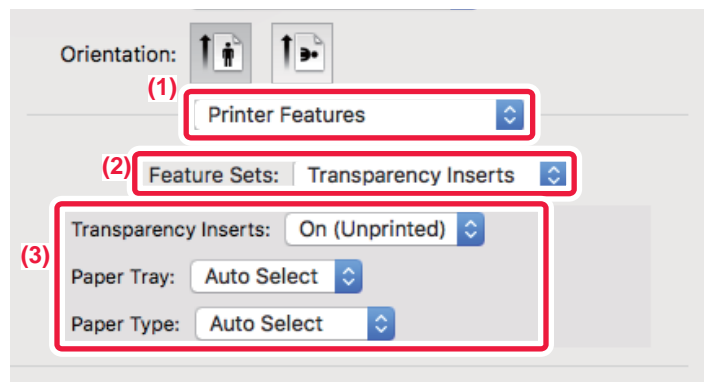 Orientation:
(1)
Printer Features
(2)
Feature Sets: Transparency Inserts
(3)
Transparency Inserts: On (Unprinted)
Paper Tray: Auto Select
Paper Type: Auto Select